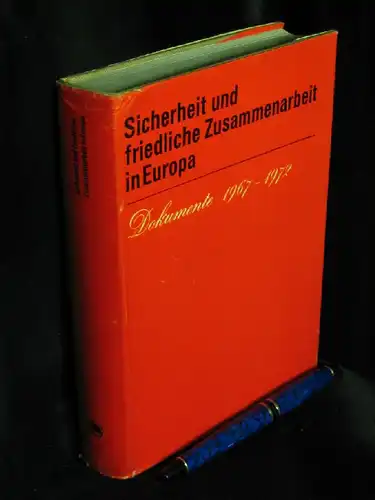 Sicherheit und
friedliche Zusammenarbeit
in Europa
Dokumente 1967-1972